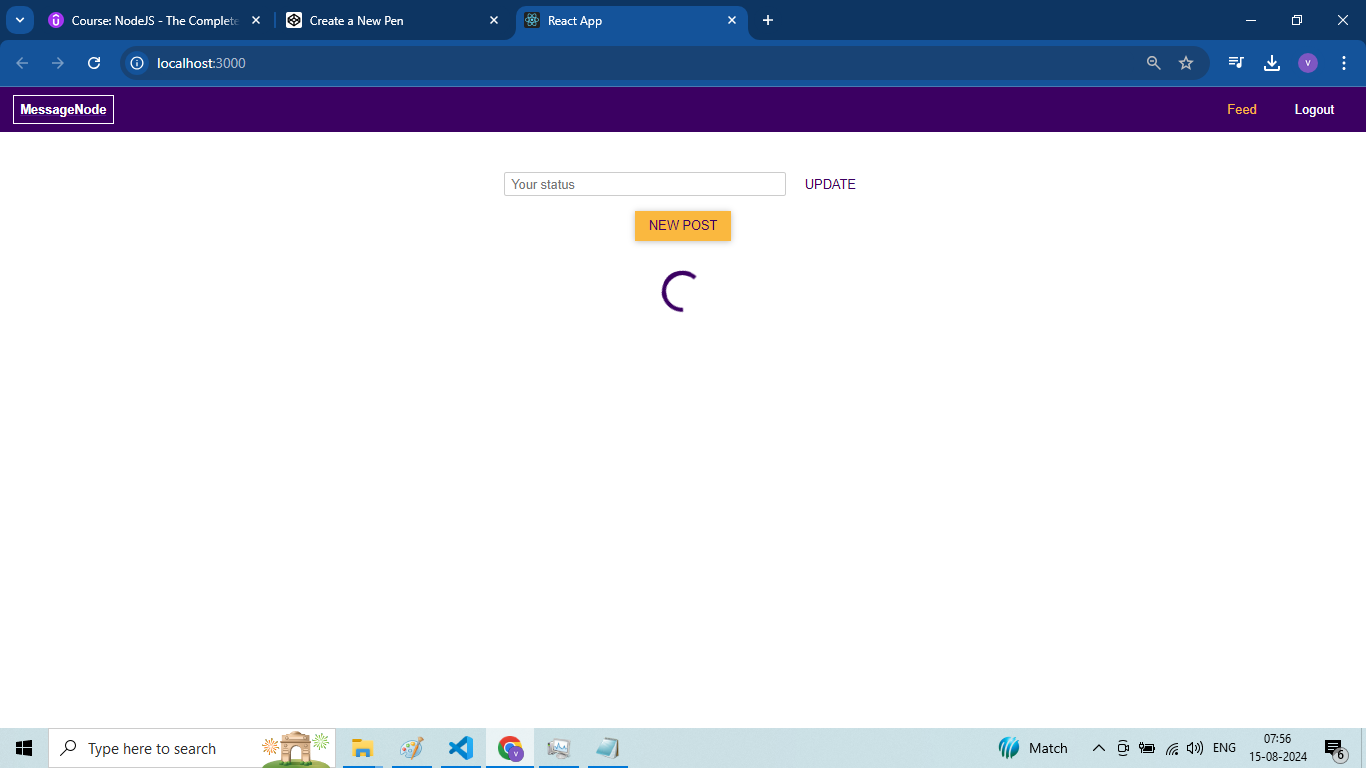 Course: NodeJS - The Complete
Create a New Pen
React App
localhost:3000
V
MessageNode
Feed
Logout
Your status
UPDATE
NEW POST
Type here to search
V
Match
ENG
07:56
15-08-2024
6